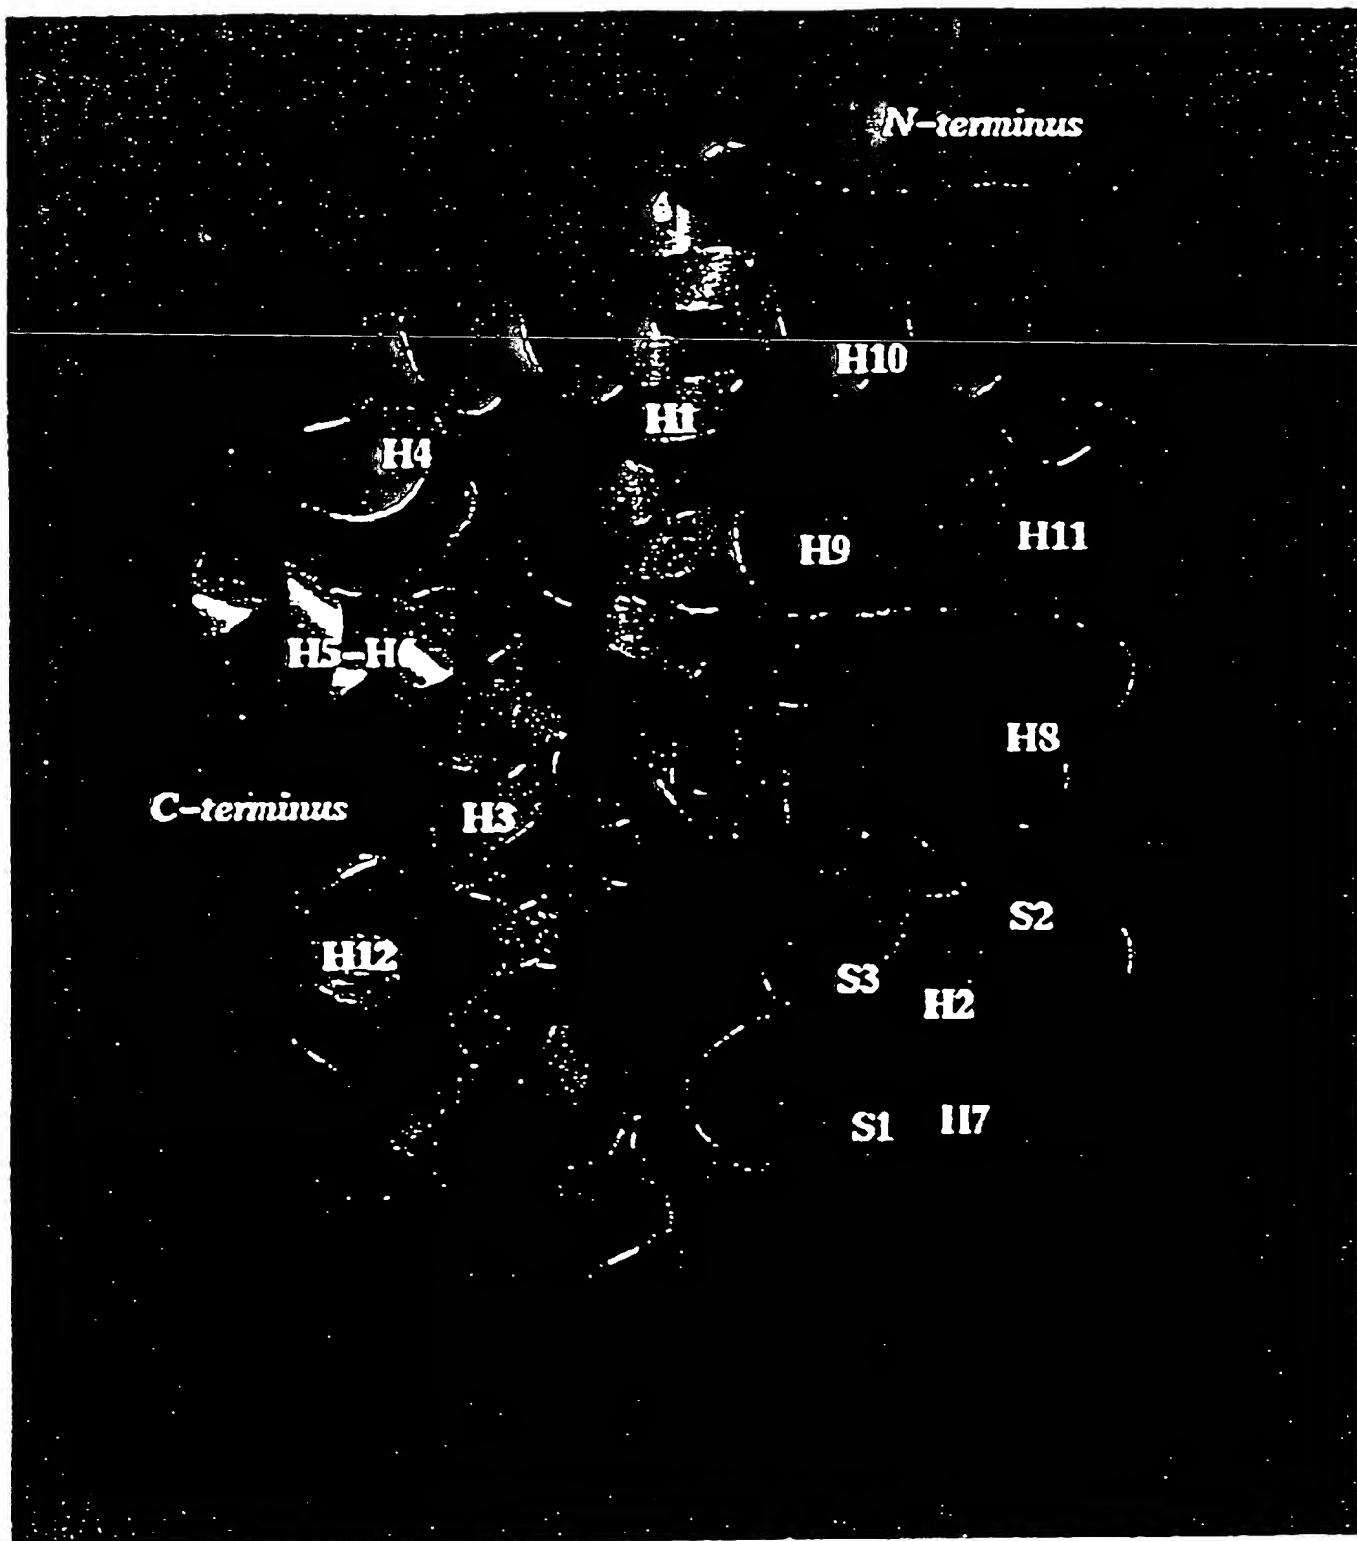 N-terminus
H10
H1
H4
H9
H11
H5-H6
H8
C-terminus
H3
S2
H12
S3
H2
S1
H7